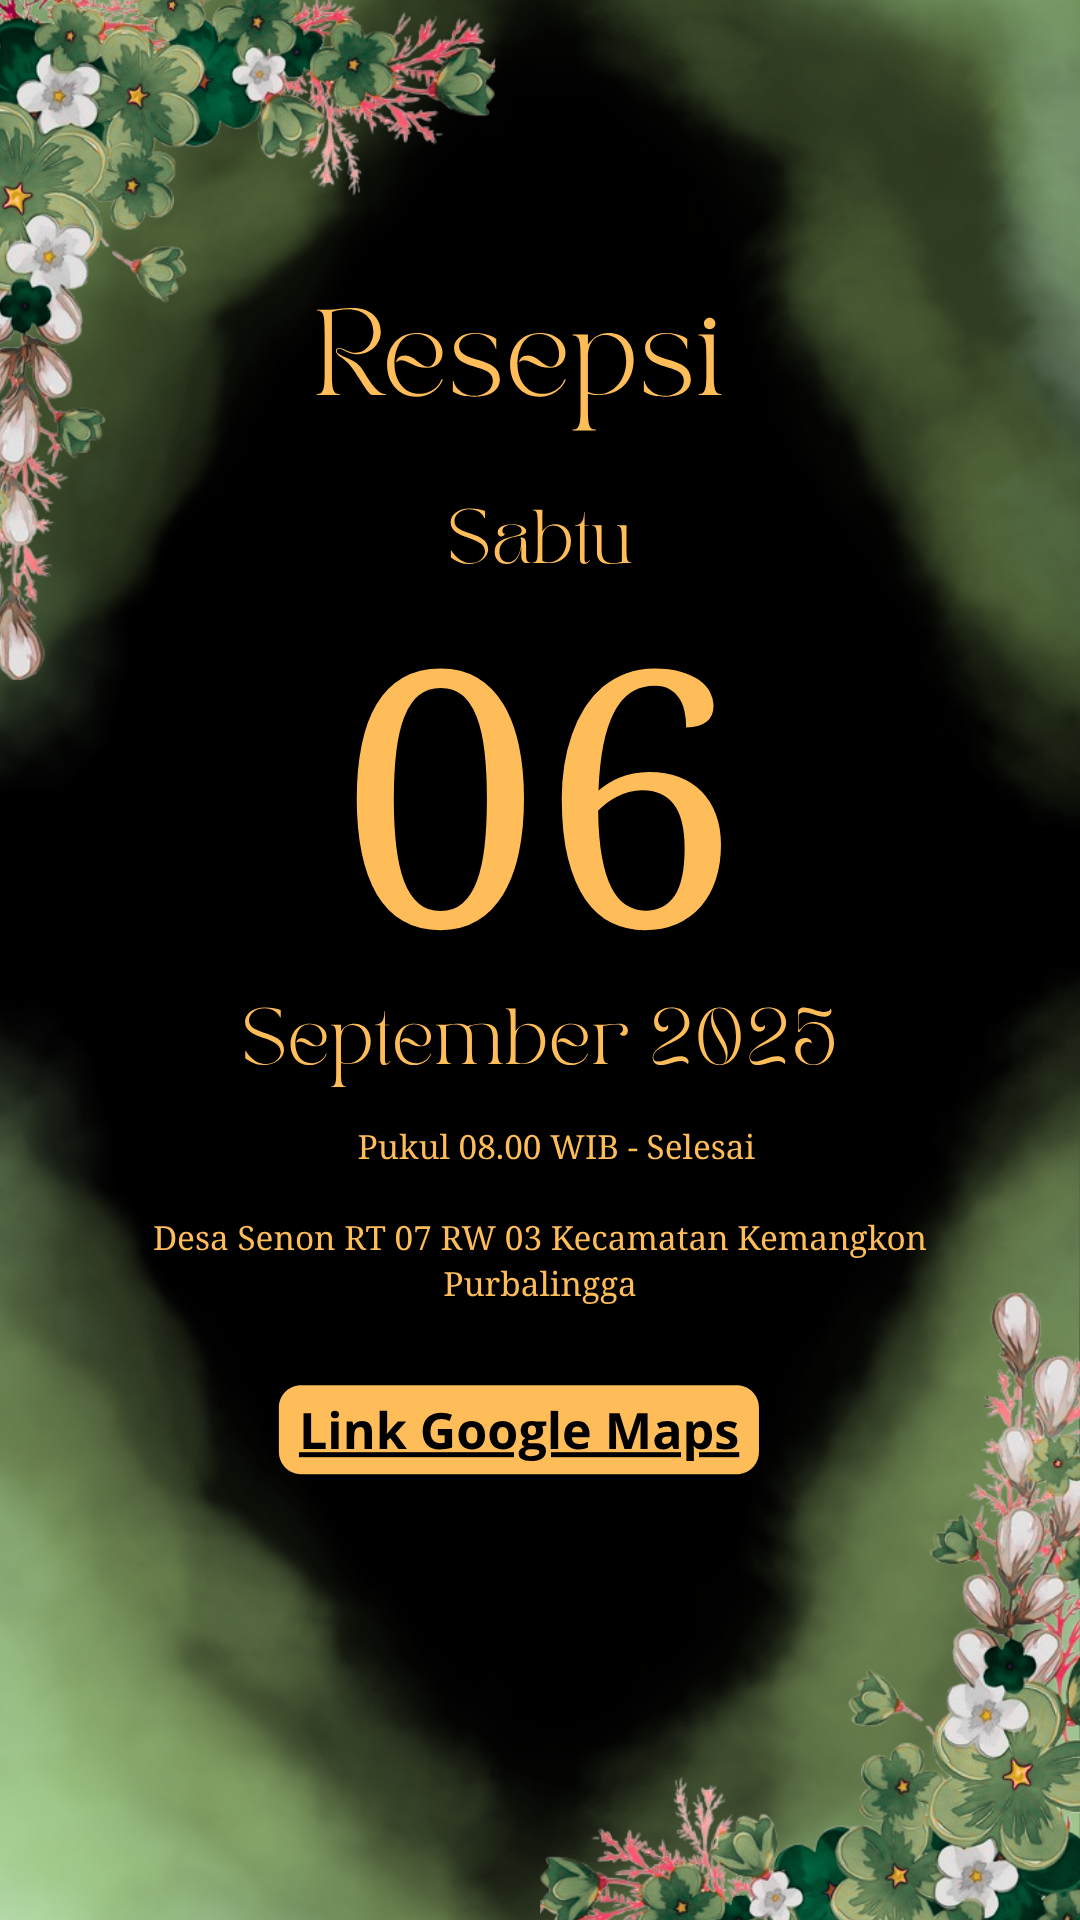 Resepsi
Sabtu
06
September 2025
Pukul 08.00 WIB - Selesai
Desa Senon RT 07 RW 03 Kecamatan Kemangkon
Purbalingga
Link Google Maps